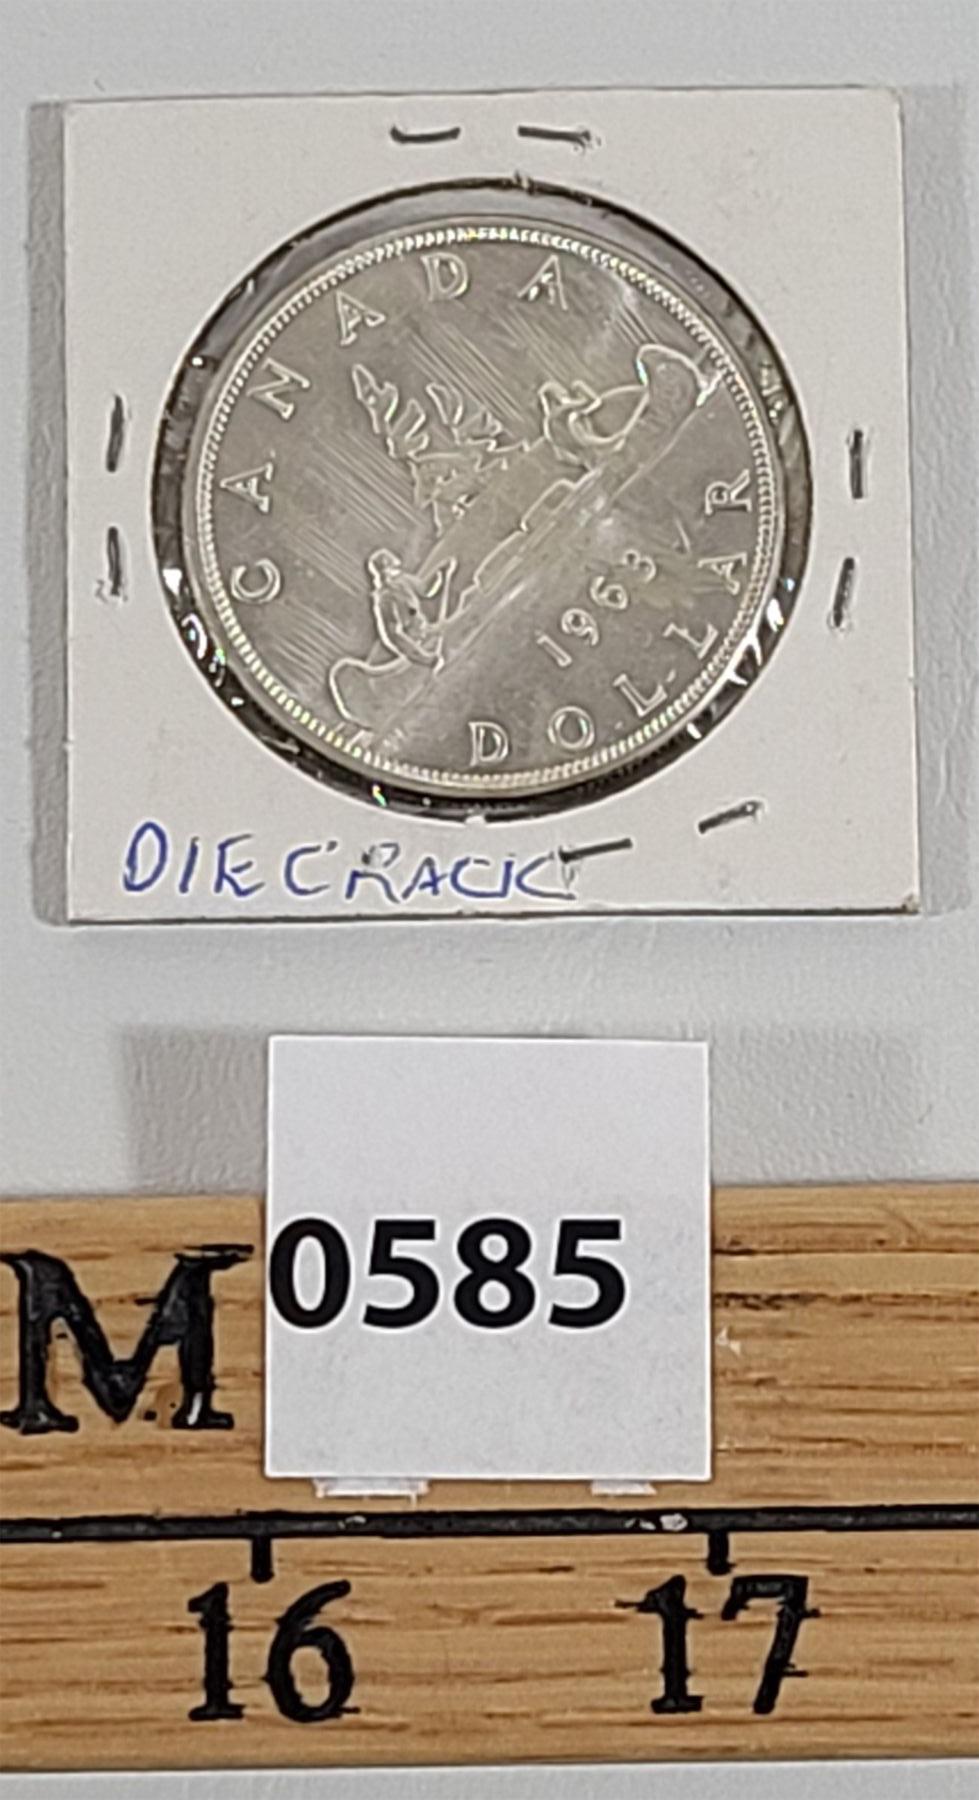 CANADA
1963
DOLLAR
DIE CRACK
M
0585
16 17